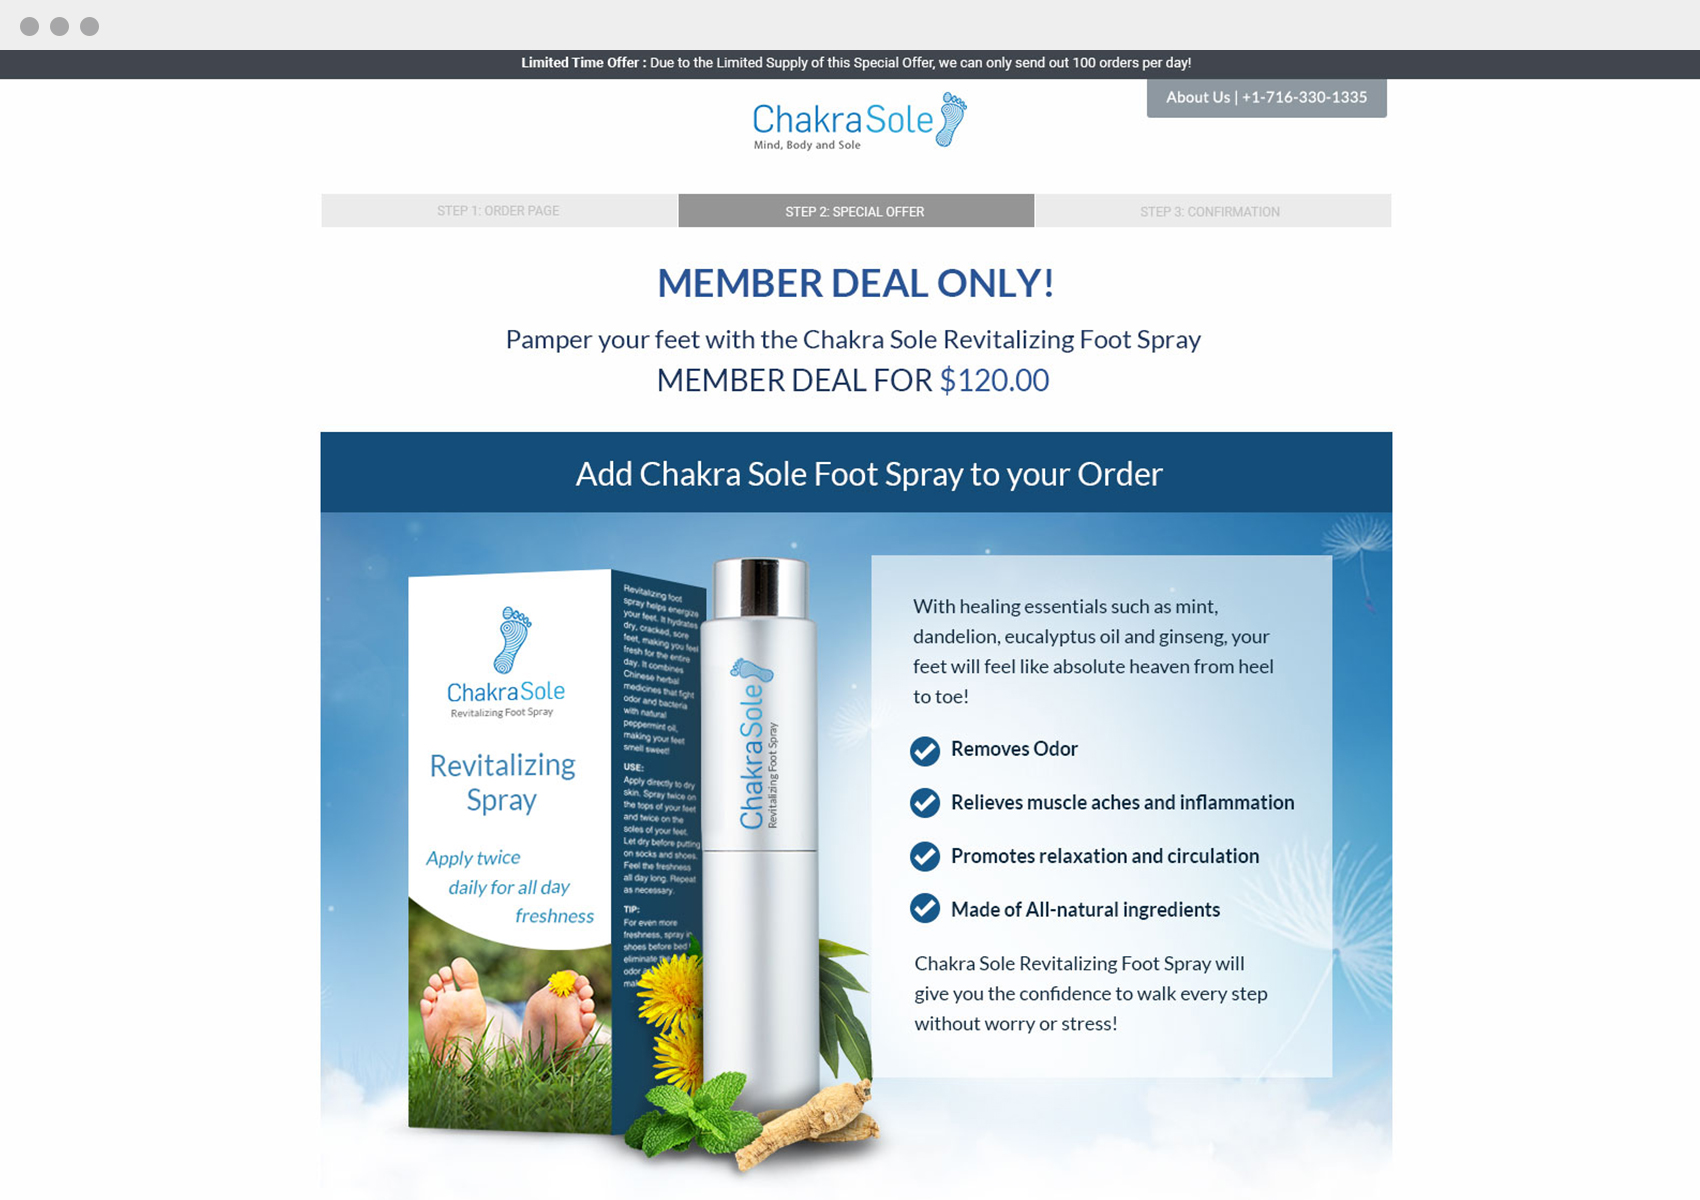 Limited Time Offer : Due to the Limited Supply of this Special Offer, we can only send out 100 orders per day!
About Us | +1-716-330-1335
ChakraSole
Mind, Body and Sole
STEP 1: ORDER PAGE
STEP 2: SPECIAL OFFER
STEP 3: CONFIRMATION
MEMBER DEAL ONLY!
Pamper your feet with the Chakra Sole Revitalizing Foot Spray
MEMBER DEAL FOR $120.00
Add Chakra Sole Foot Spray to your Order
ChakraSole
Revitalizing Foot Spray
Revitalizing
Spray
Apply twice
daily for all day
freshness
Revitalizing foot
spray helps energize
your feet. It hydrates
dry, cracked, sore
feet, making you feel
fresh for the entire
day. It combines
Chinese herbal
medicines that fight
odor and bacteria
with natural
peppermint oil,
making your feet
smell sweet!
USE:
Apply directly to dry
skin. Spray twice on
the tops of your feet
and twice on the
soles of your feet.
Let dry before putting
on socks and shoes.
Feel the freshness
all day long. Repeat
as necessary.
TIP:
For even more
freshness, spray in
shoes before bed
eliminate
odor
ChakraSole
Revitalizing Foot Spray
With healing essentials such as mint,
dandelion, eucalyptus oil and ginseng, your
feet will feel like absolute heaven from heel
to toe!
Removes Odor
Relieves muscle aches and inflammation
Promotes relaxation and circulation
Made of All-natural ingredients
Chakra Sole Revitalizing Foot Spray will
give you the confidence to walk every step
without worry or stress!